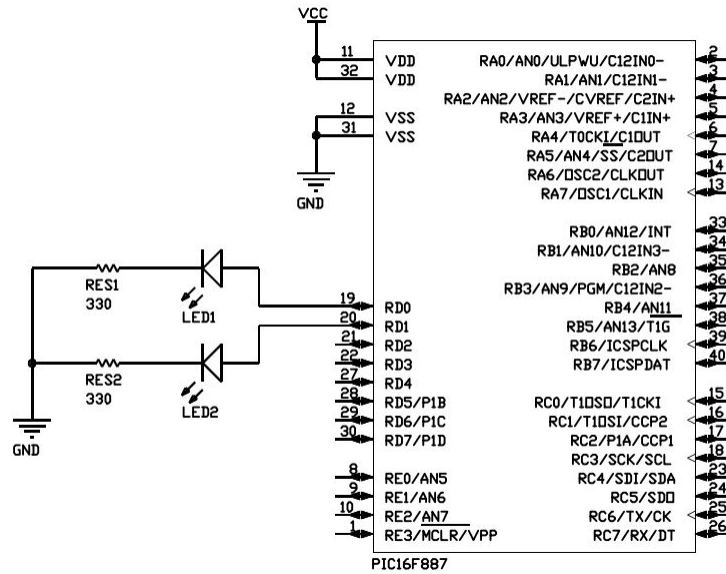 VCC
11 VDD
32 VDD
12 VSS
31 VSS
GND
RES1
330
LED1
RES2
330
LED2
GND
19 RD0
20 RD1
21 RD2
22 RD3
27 RD4
28 RD5/P1B
29 RD6/P1C
30 RD7/P1D
8 RE0/AN5
9 RE1/AN6
10 RE2/AN7
1 RE3/MCLR/VPP
RA0/AN0/ULPWU/C12IN0- 2
RA1/AN1/C12IN1- 3
RA2/AN2/VREF-/CVREF/C2IN+ 4
RA3/AN3/VREF+/C1IN+ 5
RA4/T0CKI/C1OUT 6
RA5/AN4/SS/C2OUT 7
RA6/OSC2/CLKOUT 14
RA7/OSC1/CLKIN 13
RB0/AN12/INT 33
RB1/AN10/C12IN3- 34
RB2/AN8 35
RB3/AN9/PGM/C12IN2- 36
RB4/AN11 37
RB5/AN13/T1G 38
RB6/ICSPCLK 39
RB7/ICSPDAT 40
RC0/T1OSO/T1CKI 15
RC1/T1OSI/CCP2 16
RC2/P1A/CCP1 17
RC3/SCK/SCL 18
RC4/SDI/SDA 23
RC5/SDO 24
RC6/TX/CK 25
RC7/RX/DT 26
PIC16F887